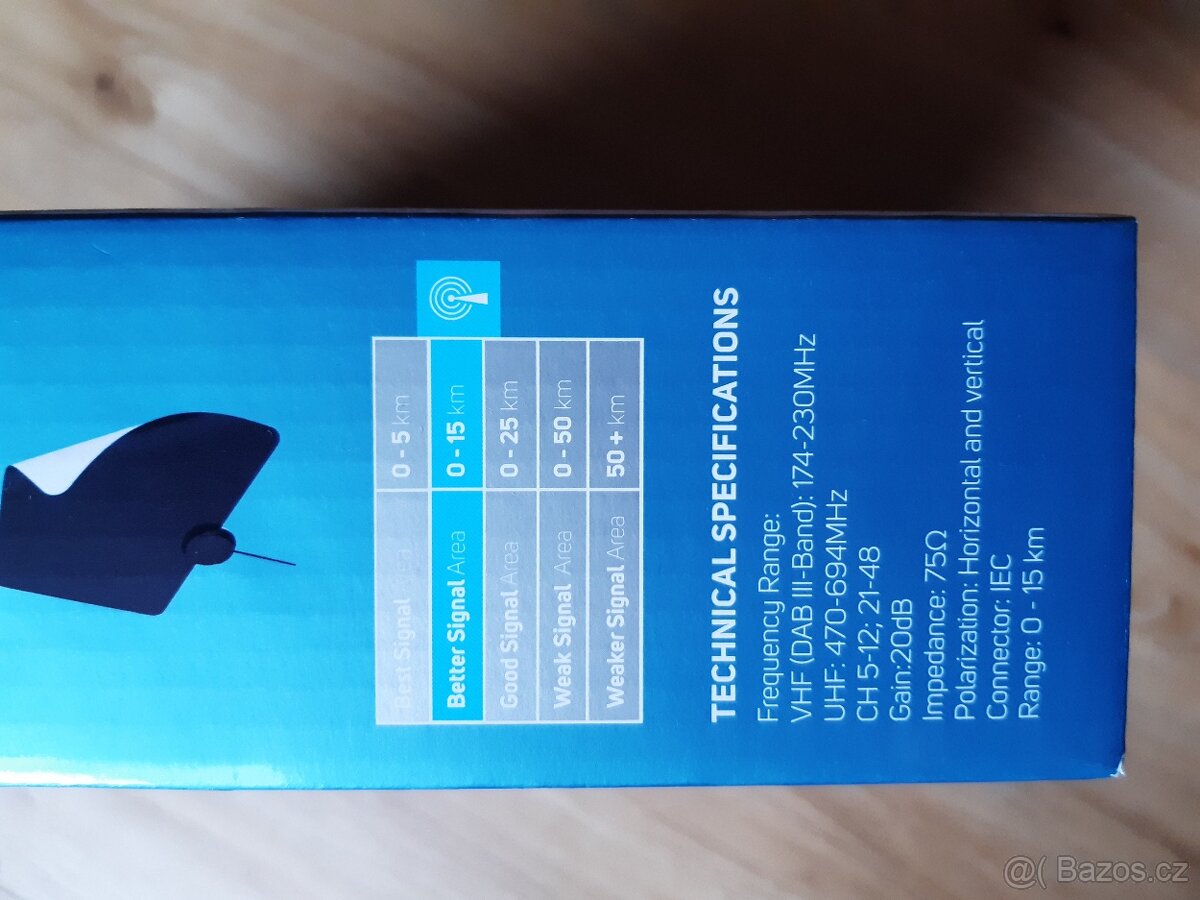 Best Signal Area 0 - 5 km
Better Signal Area 0 - 15 km
Good Signal Area 0 - 25 km
Weak Signal Area 0 - 50 km
Weaker Signal Area 50 + km
TECHNICAL SPECIFICATIONS
Frequency Range:
VHF (DAB III-Band): 174-230MHz
UHF: 470-694MHz
CH 5-12; 21-48
Gain:20dB
Impedance: 75Ω
Polarization: Horizontal and vertical
Connector: IEC
Range: 0 - 15 km
@( Bazos.cz